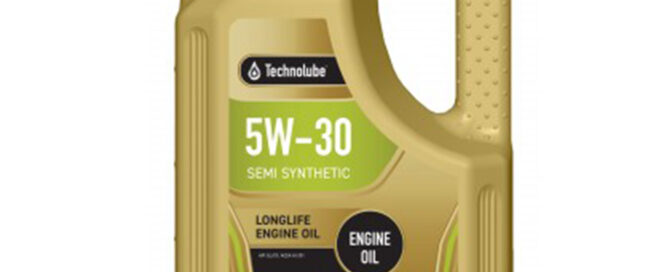 Technolube
5W-30
SEMI SYNTHETIC
LONGLIFE
ENGINE OIL
ENGINE
OIL